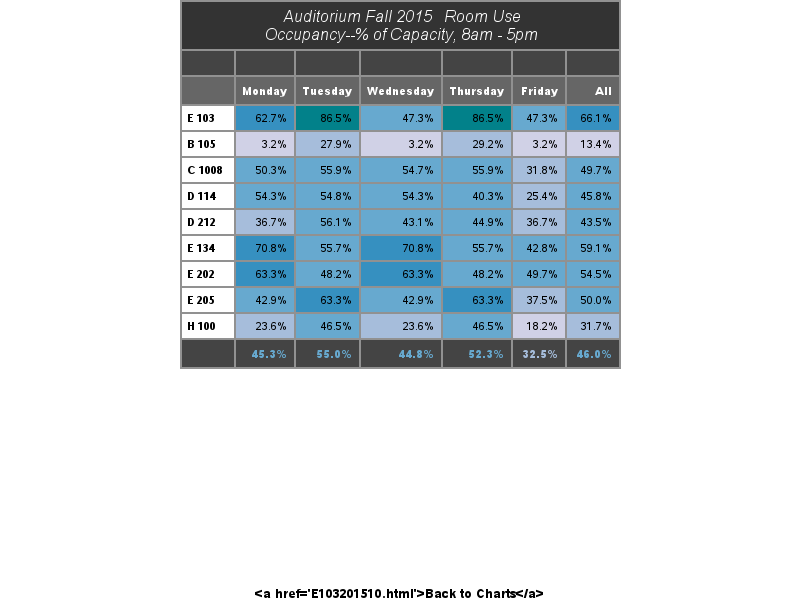 Auditorium Fall 2015 Room Use
Occupancy--% of Capacity, 8am - 5pm
Monday Tuesday Wednesday Thursday Friday All
E 103 62.7% 86.5% 47.3% 86.5% 47.3% 66.1%
B 105 3.2% 27.9% 3.2% 29.2% 3.2% 13.4%
C 1008 50.3% 55.9% 54.7% 55.9% 31.8% 49.7%
D 114 54.3% 54.8% 54.3% 40.3% 25.4% 45.8%
D 212 36.7% 56.1% 43.1% 44.9% 36.7% 43.5%
E 134 70.8% 55.7% 70.8% 55.7% 42.8% 59.1%
E 202 63.3% 48.2% 63.3% 48.2% 49.7% 54.5%
E 205 42.9% 63.3% 42.9% 63.3% 37.5% 50.0%
H 100 23.6% 46.5% 23.6% 46.5% 18.2% 31.7%
45.3% 55.0% 44.8% 52.3% 32.5% 46.0%
<a href='E103201510.html'>Back to Charts</a>